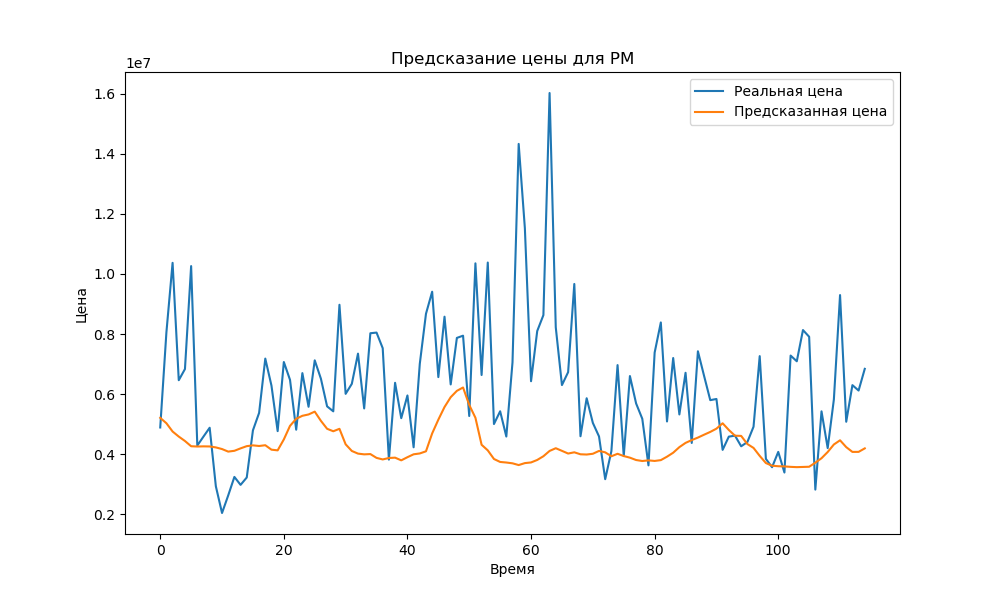 Предсказание цены для PM
1e7
Реальная цена
Предсказанная цена
1.6
1.4
1.2
1.0
0.8
0.6
0.4
0.2
Цена
0 20 40 60 80 100
Время